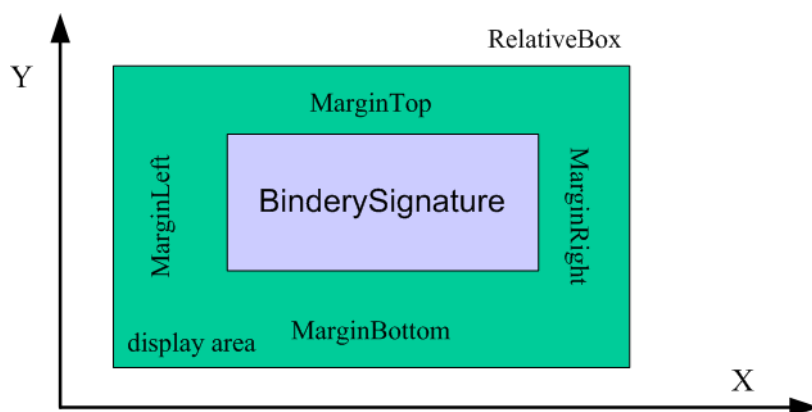 RelativeBox
Y
MarginTop
MarginLeft
BinderySignature
MarginRight
MarginBottom
display area
X